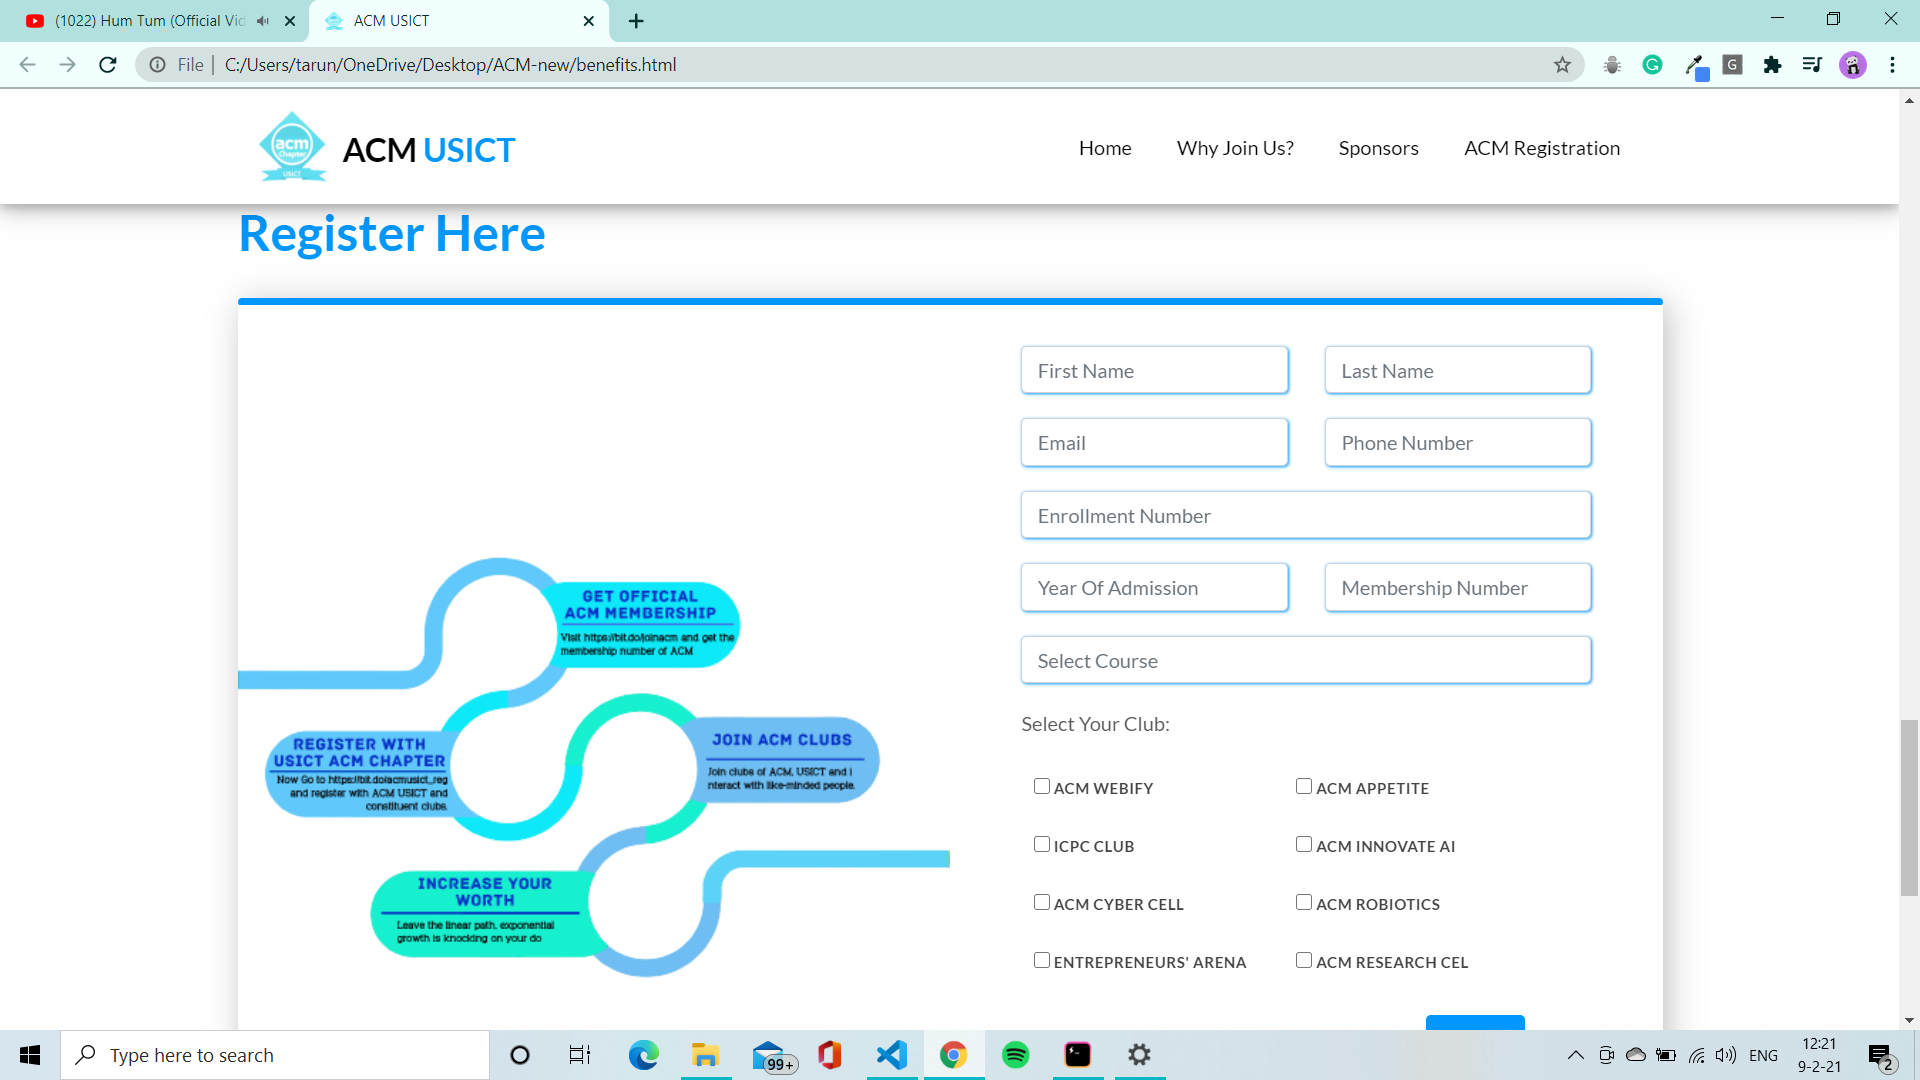 (1022) Hum Tum (Official Vid
ACM USICT
File
C:/Users/tarun/OneDrive/Desktop/ACM-new/benefits.html
acm
Chapter
USICT
ACM USICT
Home
Why Join Us?
Sponsors
ACM Registration
Register Here
First Name
Last Name
Email
Phone Number
Enrollment Number
Year Of Admission
Membership Number
Select Course
Select Your Club:
ACM WEBIFY
ACM APPETITE
ICPC CLUB
ACM INNOVATE AI
ACM CYBER CELL
ACM ROBIOTICS
ENTREPRENEURS' ARENA
ACM RESEARCH CEL
GET OFFICIAL
ACM MEMBERSHIP
Visit https://bit.do/joinacm and get the
membership number of ACM
REGISTER WITH
USICT ACM CHAPTER
Now Go to https://bit.do/acmusict_reg
and register with ACM USICT and
constituent clubs.
JOIN ACM CLUBS
Join clubs of ACM, USICT and i
nteract with like-minded people.
INCREASE YOUR
WORTH
Leave the linear path, exponential
growth is knocking on your do
Type here to search
99+
ENG
12:21
9-2-21
2